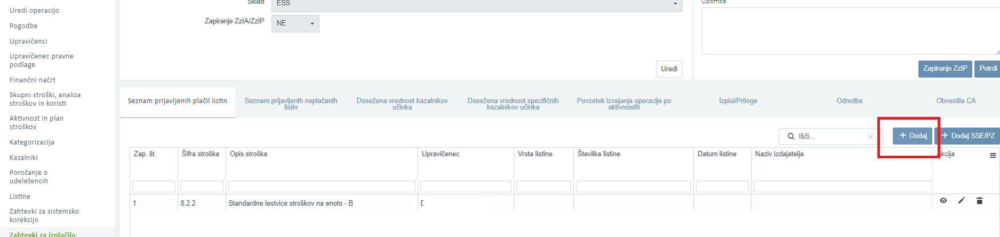 Uredi operacijo
Pogodbe
Upravičenci
Upravičenec pravne
podlage
Finančni načrt
Skupni stroški, analiza
stroškov in koristi
Aktivnost in plan
stroškov
Kategorizacija
Kazalniki
Poročanje o
udeležencih
Listine
Zahtevki za sistemsko
korekcijo
Zahtevki za izplačilo
Sklad
ESS
Zapiranje ZzIA/ZzIP
NE
Uredi
Opomba
Zapiranje ZzIP
Potrdi
Seznam prijavljenih plačil listin
Seznam prijavljenih neplačanih
listin
Dosežena vrednost kazalnikov
učinka
Dosežena vrednost specifičnih
kazalnikov učinka
Povzetek izvajanja operacije po
aktivnostih
Izpisi/Priloge
Odredbe
Obvestila CA
Išči...
+ Dodaj
+ Dodaj SSE/PZ
Zap. št.
Šifra stroška
Opis stroška
Upravičenec
Vrsta listine
Številka listine
Datum listine
Naziv izdajatelja
Akcija
1
8.2.2
Standardne lestvice stroškov na enoto - B